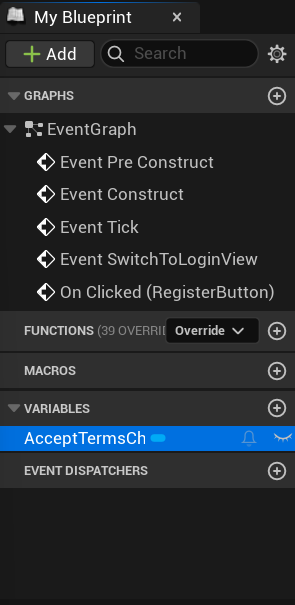 My Blueprint
Add Search
GRAPHS
EventGraph
Event Pre Construct
Event Construct
Event Tick
Event SwitchToLoginView
On Clicked (RegisterButton)
FUNCTIONS (39 OVERRI Override
MACROS
VARIABLES
AcceptTermsCh
EVENT DISPATCHERS